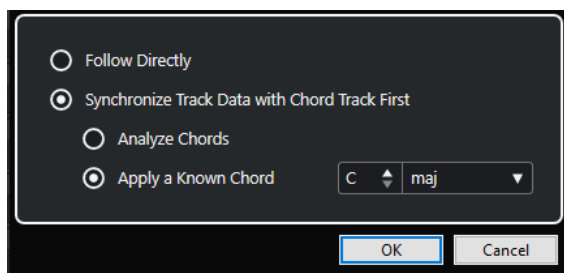 Follow Directly
Synchronize Track Data with Chord Track First
Analyze Chords
Apply a Known Chord C maj
OK Cancel